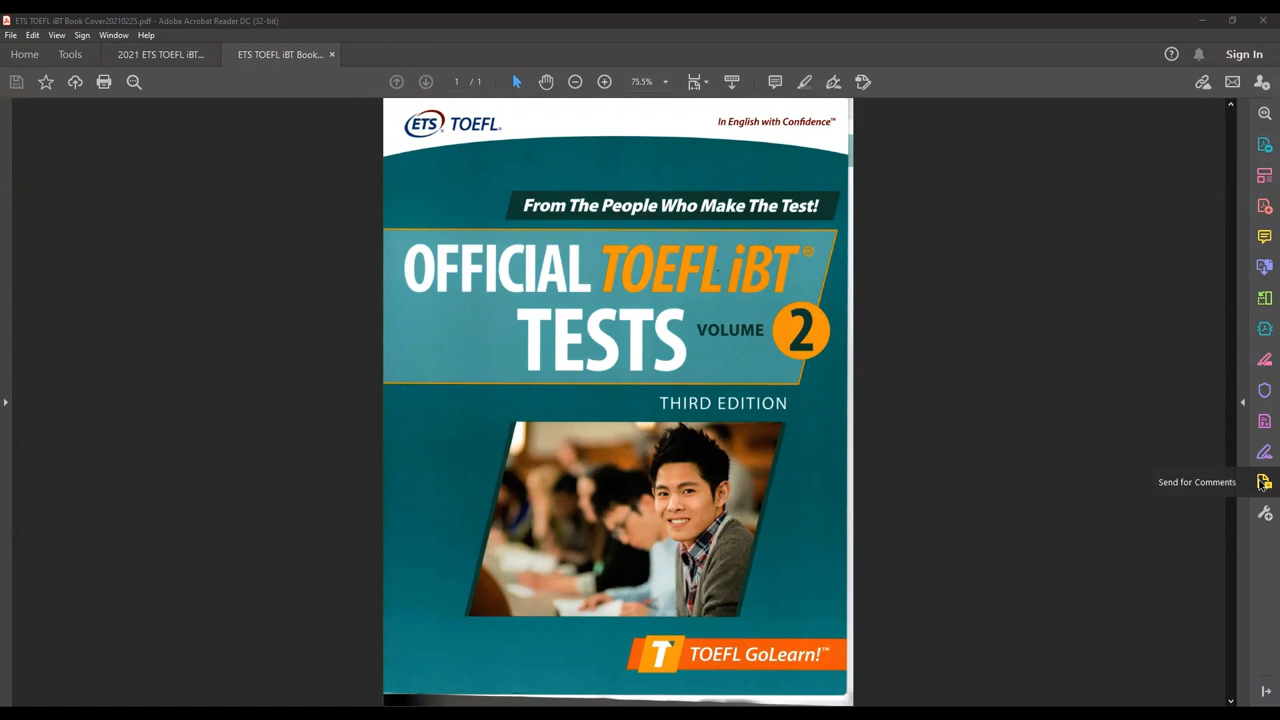 ETS TOEFL iBT Book Cover20210225.pdf - Adobe Acrobat Reader DC (32-bit)
File Edit View Sign Window Help
Home Tools 2021 ETS TOEFL iBT... ETS TOEFL iBT Book... × Sign In
1 / 1 75.5%
ETS® TOEFL® In English with Confidence™
From The People Who Make The Test!
OFFICIAL TOEFL iBT®
TESTS VOLUME 2
THIRD EDITION
Send for Comments
T TOEFL GoLearn!™